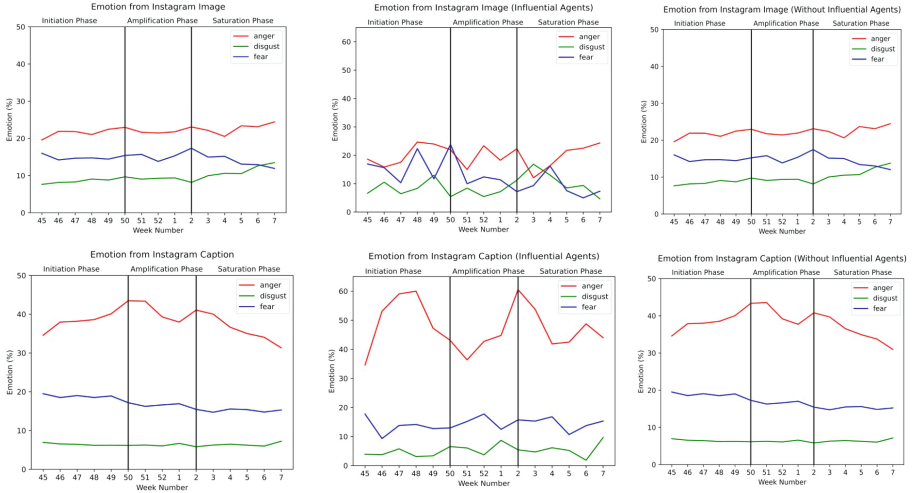 Emotion from Instagram Image
Initiation Phase Amplification Phase Saturation Phase
anger
disgust
fear
Emotion (%)
50
40
30
20
10
0
45 46 47 48 49 50 51 52 1 2 3 4 5 6 7
Week Number
Emotion from Instagram Image (Influential Agents)
Initiation Phase Amplification Phase Saturation Phase
anger
disgust
fear
Emotion (%)
60
50
40
30
20
10
0
45 46 47 48 49 50 51 52 1 2 3 4 5 6 7
Week Number
Emotion from Instagram Image (Without Influential Agents)
Initiation Phase Amplification Phase Saturation Phase
anger
disgust
fear
Emotion (%)
50
40
30
20
10
0
45 46 47 48 49 50 51 52 1 2 3 4 5 6 7
Week Number
Emotion from Instagram Caption
Initiation Phase Amplification Phase Saturation Phase
anger
disgust
fear
Emotion (%)
50
40
30
20
10
0
45 46 47 48 49 50 51 52 1 2 3 4 5 6 7
Week Number
Emotion from Instagram Caption (Influential Agents)
Initiation Phase Amplification Phase Saturation Phase
anger
disgust
fear
Emotion (%)
60
50
40
30
20
10
0
45 46 47 48 49 50 51 52 1 2 3 4 5 6 7
Week Number
Emotion from Instagram Caption (Without Influential Agents)
Initiation Phase Amplification Phase Saturation Phase
anger
disgust
fear
Emotion (%)
50
40
30
20
10
0
45 46 47 48 49 50 51 52 1 2 3 4 5 6 7
Week Number